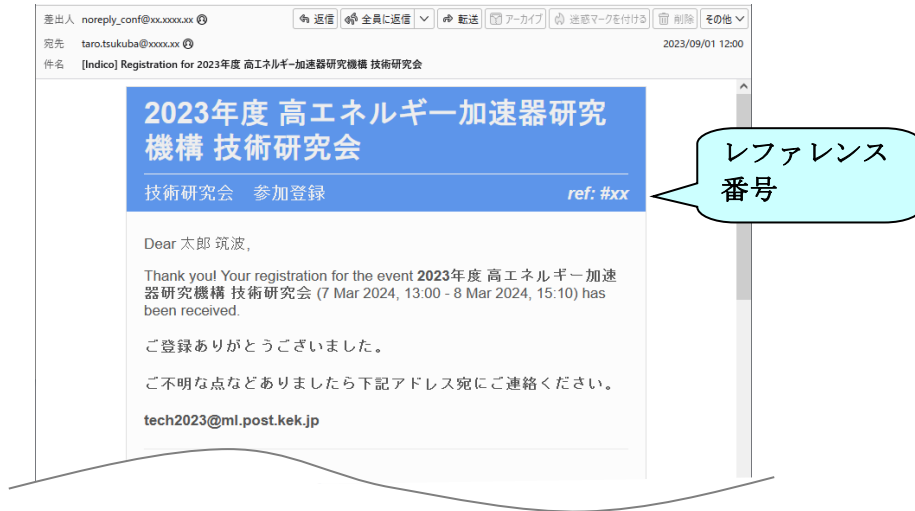 差出人 noreply_conf@xx.xxxx.xx 返信 全員に返信 転送 アーカイブ 迷惑マークを付ける 削除 その他
宛先 taro.tsukuba@xxxx.xx 2023/09/01 12:00
件名 [Indico] Registration for 2023年度 高エネルギー加速器研究機構 技術研究会
2023年度 高エネルギー加速器研究
機構 技術研究会
技術研究会 参加登録 ref: #xx
レファレンス
番号
Dear 太郎 筑波,
Thank you! Your registration for the event 2023年度 高エネルギー加速
器研究機構 技術研究会 (7 Mar 2024, 13:00 - 8 Mar 2024, 15:10) has
been received.
ご登録ありがとうございました。
ご不明な点などありましたら下記アドレス宛にご連絡ください。
tech2023@ml.post.kek.jp